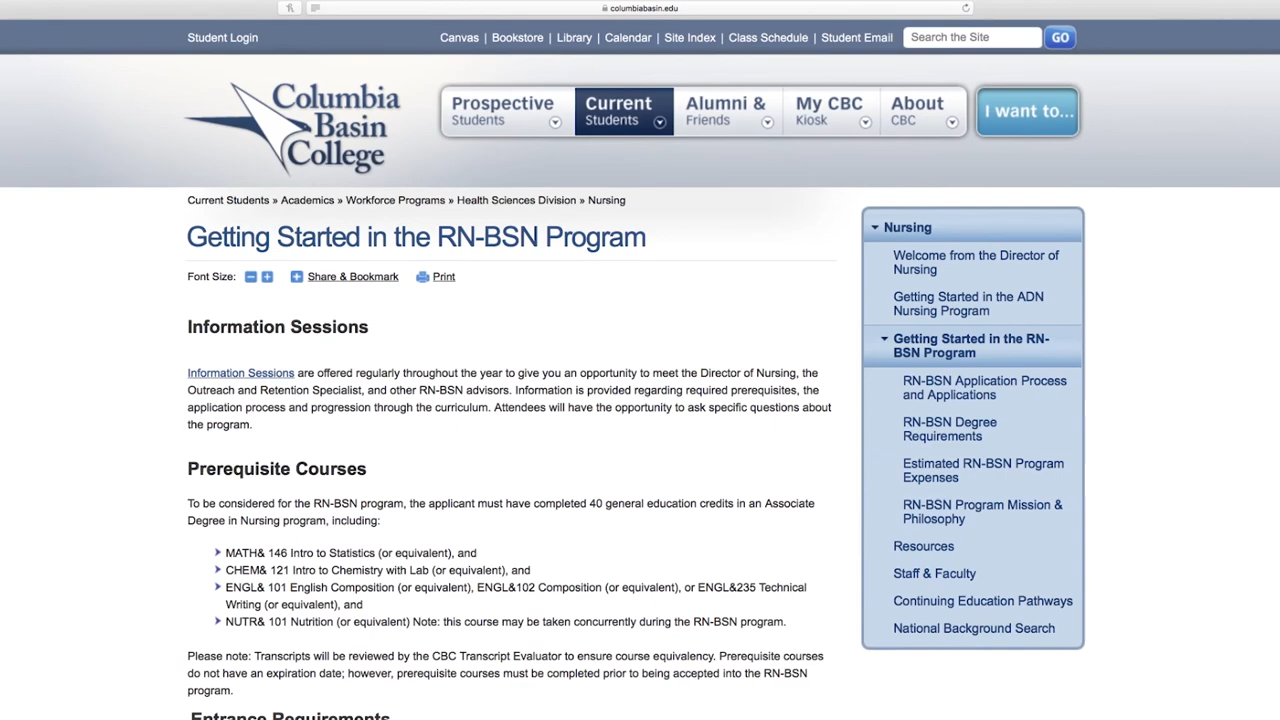 columbiabasin.edu
Student Login
Canvas | Bookstore | Library | Calendar | Site Index | Class Schedule | Student Email
Search the Site
GO
Columbia
Basin
College
Prospective
Students
Current
Students
Alumni &
Friends
My CBC
Kiosk
About
CBC
I want to...
Current Students » Academics » Workforce Programs » Health Sciences Division » Nursing
Getting Started in the RN-BSN Program
Font Size:
Share & Bookmark
Print
Information Sessions
Information Sessions are offered regularly throughout the year to give you an opportunity to meet the Director of Nursing, the
Outreach and Retention Specialist, and other RN-BSN advisors. Information is provided regarding required prerequisites, the
application process and progression through the curriculum. Attendees will have the opportunity to ask specific questions about
the program.
Prerequisite Courses
To be considered for the RN-BSN program, the applicant must have completed 40 general education credits in an Associate
Degree in Nursing program, including:
MATH& 146 Intro to Statistics (or equivalent), and
CHEM& 121 Intro to Chemistry with Lab (or equivalent), and
ENGL& 101 English Composition (or equivalent), ENGL&102 Composition (or equivalent), or ENGL&235 Technical
Writing (or equivalent), and
NUTR& 101 Nutrition (or equivalent) Note: this course may be taken concurrently during the RN-BSN program.
Please note: Transcripts will be reviewed by the CBC Transcript Evaluator to ensure course equivalency. Prerequisite courses
do not have an expiration date; however, prerequisite courses must be completed prior to being accepted into the RN-BSN
program.
Entrance Requirements
Nursing
Welcome from the Director of
Nursing
Getting Started in the ADN
Nursing Program
Getting Started in the RN-
BSN Program
RN-BSN Application Process
and Applications
RN-BSN Degree
Requirements
Estimated RN-BSN Program
Expenses
RN-BSN Program Mission &
Philosophy
Resources
Staff & Faculty
Continuing Education Pathways
National Background Search